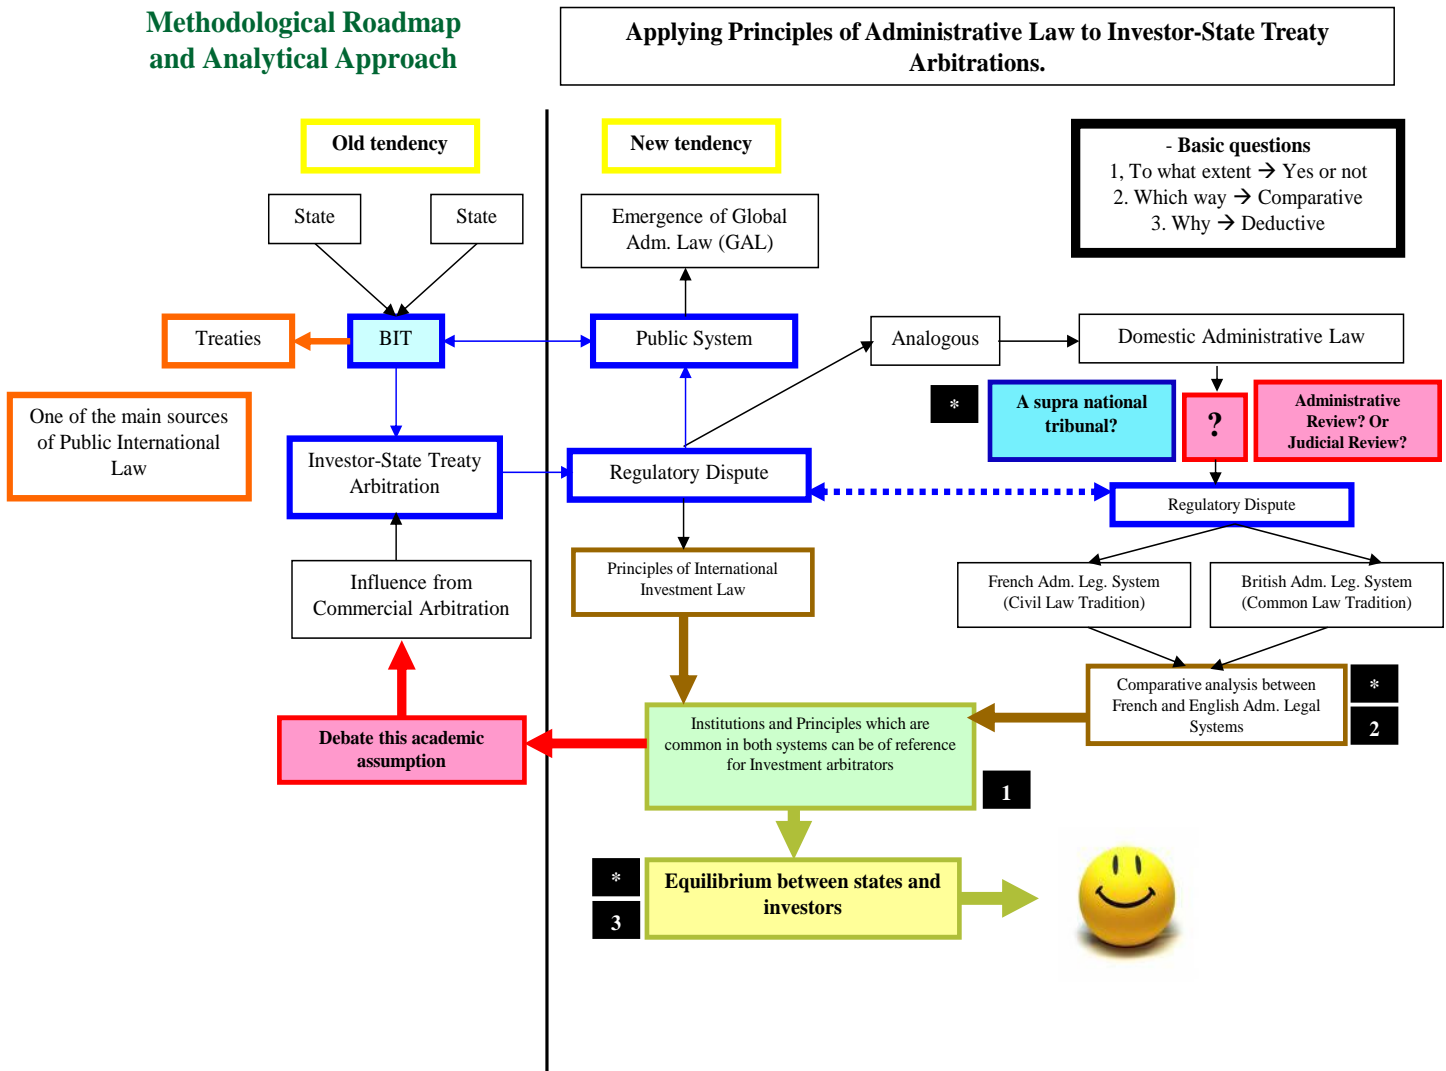 Methodological Roadmap
and Analytical Approach
Applying Principles of Administrative Law to Investor-State Treaty
Arbitrations.
Old tendency
New tendency
- Basic questions
1, To what extent → Yes or not
2. Which way → Comparative
3. Why → Deductive
State
State
Emergence of Global
Adm. Law (GAL)
Treaties
BIT
Public System
Analogous
Domestic Administrative Law
One of the main sources
of Public International
Law
*
A supra national
tribunal?
?
Administrative
Review? Or
Judicial Review?
Investor-State Treaty
Arbitration
Regulatory Dispute
Regulatory Dispute
Influence from
Commercial Arbitration
Principles of International
Investment Law
French Adm. Leg. System
(Civil Law Tradition)
British Adm. Leg. System
(Common Law Tradition)
Comparative analysis between
French and English Adm. Legal
Systems
*
2
Debate this academic
assumption
Institutions and Principles which are
common in both systems can be of reference
for Investment arbitrators
1
*
3
Equilibrium between states and
investors